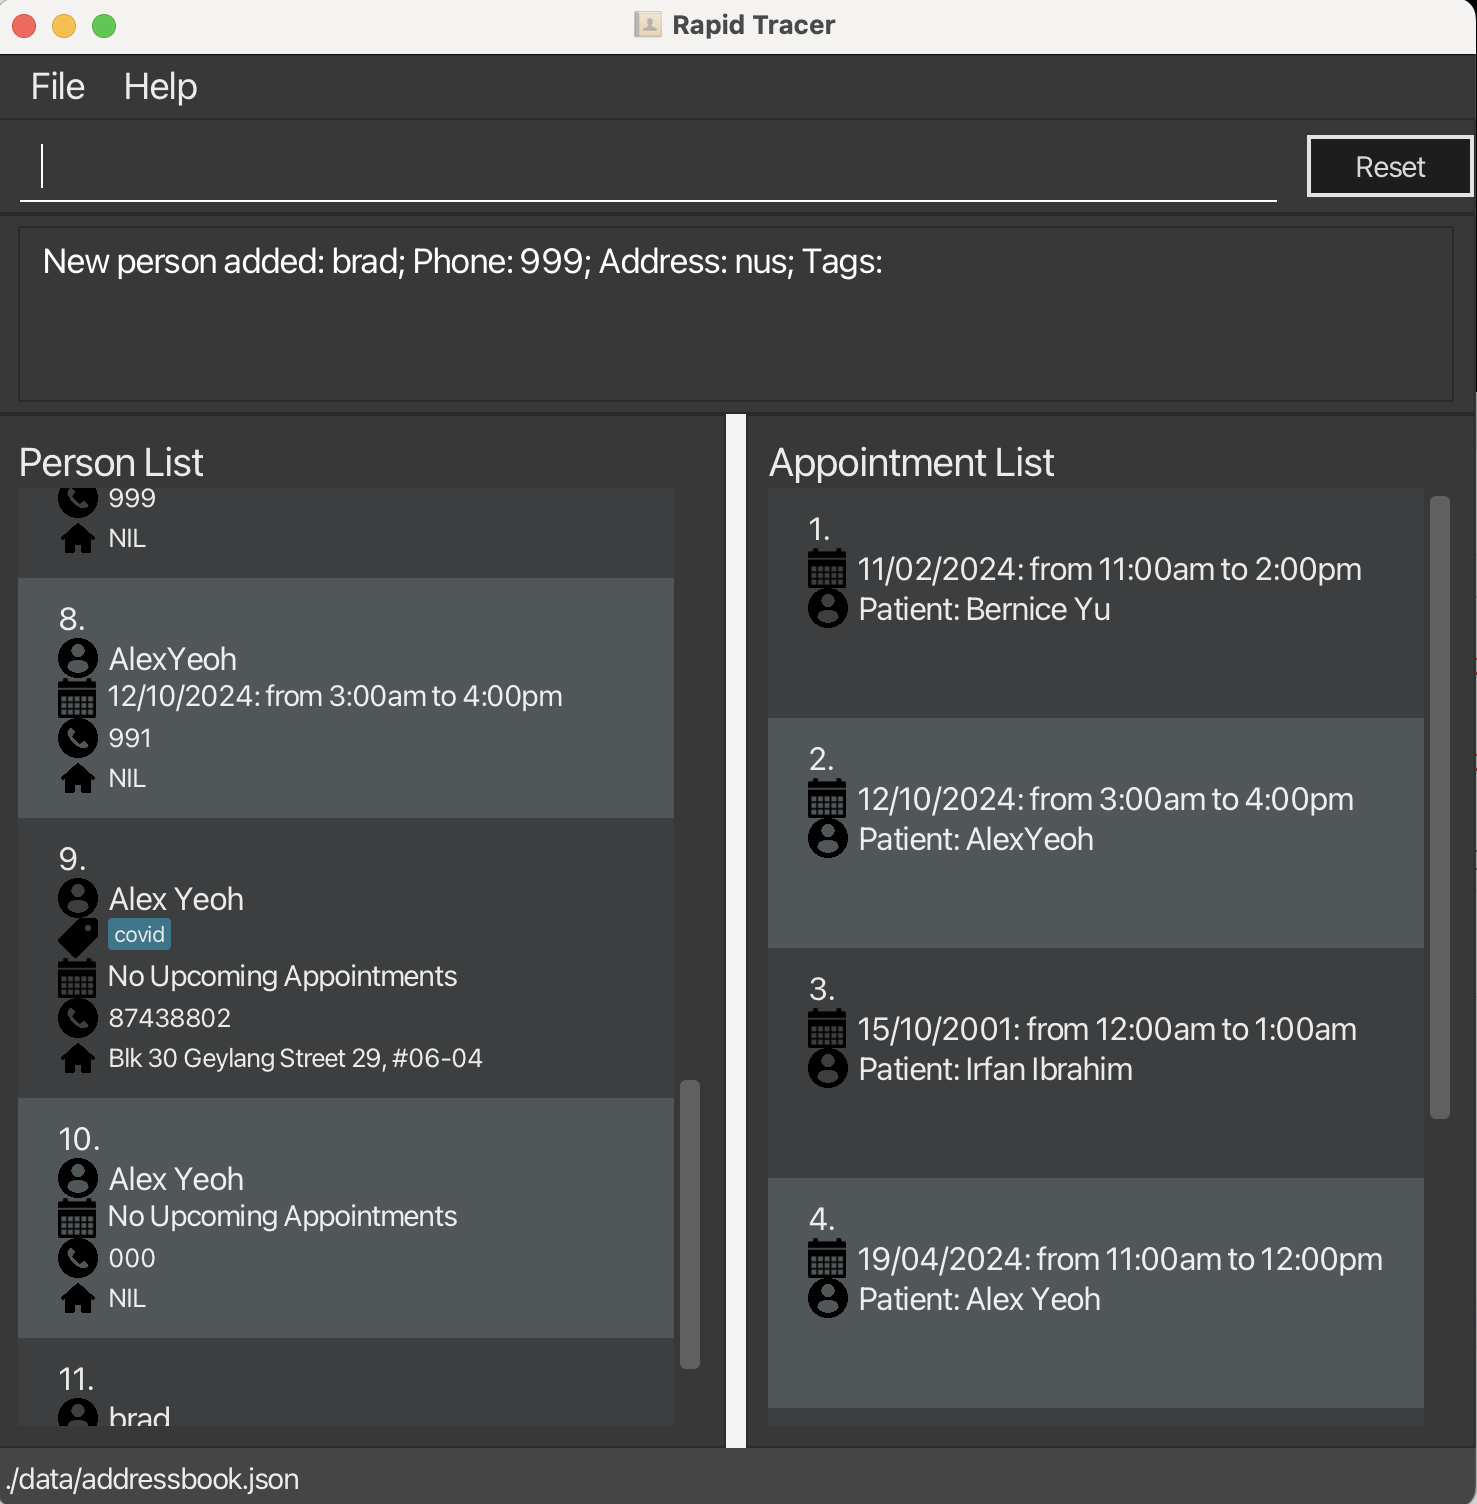 Rapid Tracer
File Help
Reset
New person added: brad; Phone: 999; Address: nus; Tags:
Person List
999
NIL
8.
AlexYeoh
12/10/2024: from 3:00am to 4:00pm
991
NIL
9.
Alex Yeoh
covid
No Upcoming Appointments
87438802
Blk 30 Geylang Street 29, #06-04
10.
Alex Yeoh
No Upcoming Appointments
000
NIL
11.
brad
Appointment List
1.
11/02/2024: from 11:00am to 2:00pm
Patient: Bernice Yu
2.
12/10/2024: from 3:00am to 4:00pm
Patient: AlexYeoh
3.
15/10/2001: from 12:00am to 1:00am
Patient: Irfan Ibrahim
4.
19/04/2024: from 11:00am to 12:00pm
Patient: Alex Yeoh
./data/addressbook.json